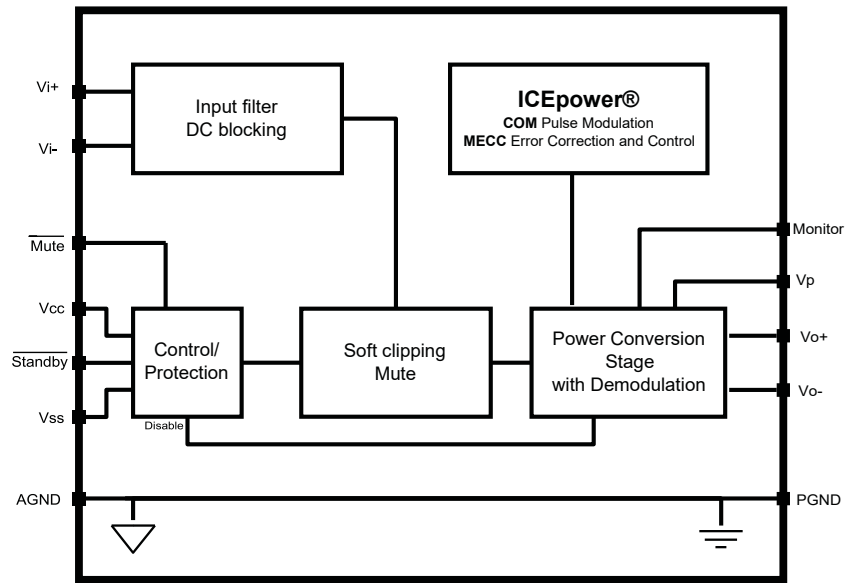 Vi+
Vi-
Mute
Vcc
Standby
Vss
AGND
Input filter
DC blocking
ICEpower®
COM Pulse Modulation
MECC Error Correction and Control
Control/
Protection
Disable
Soft clipping
Mute
Power Conversion
Stage
with Demodulation
Monitor
Vp
Vo+
Vo-
PGND